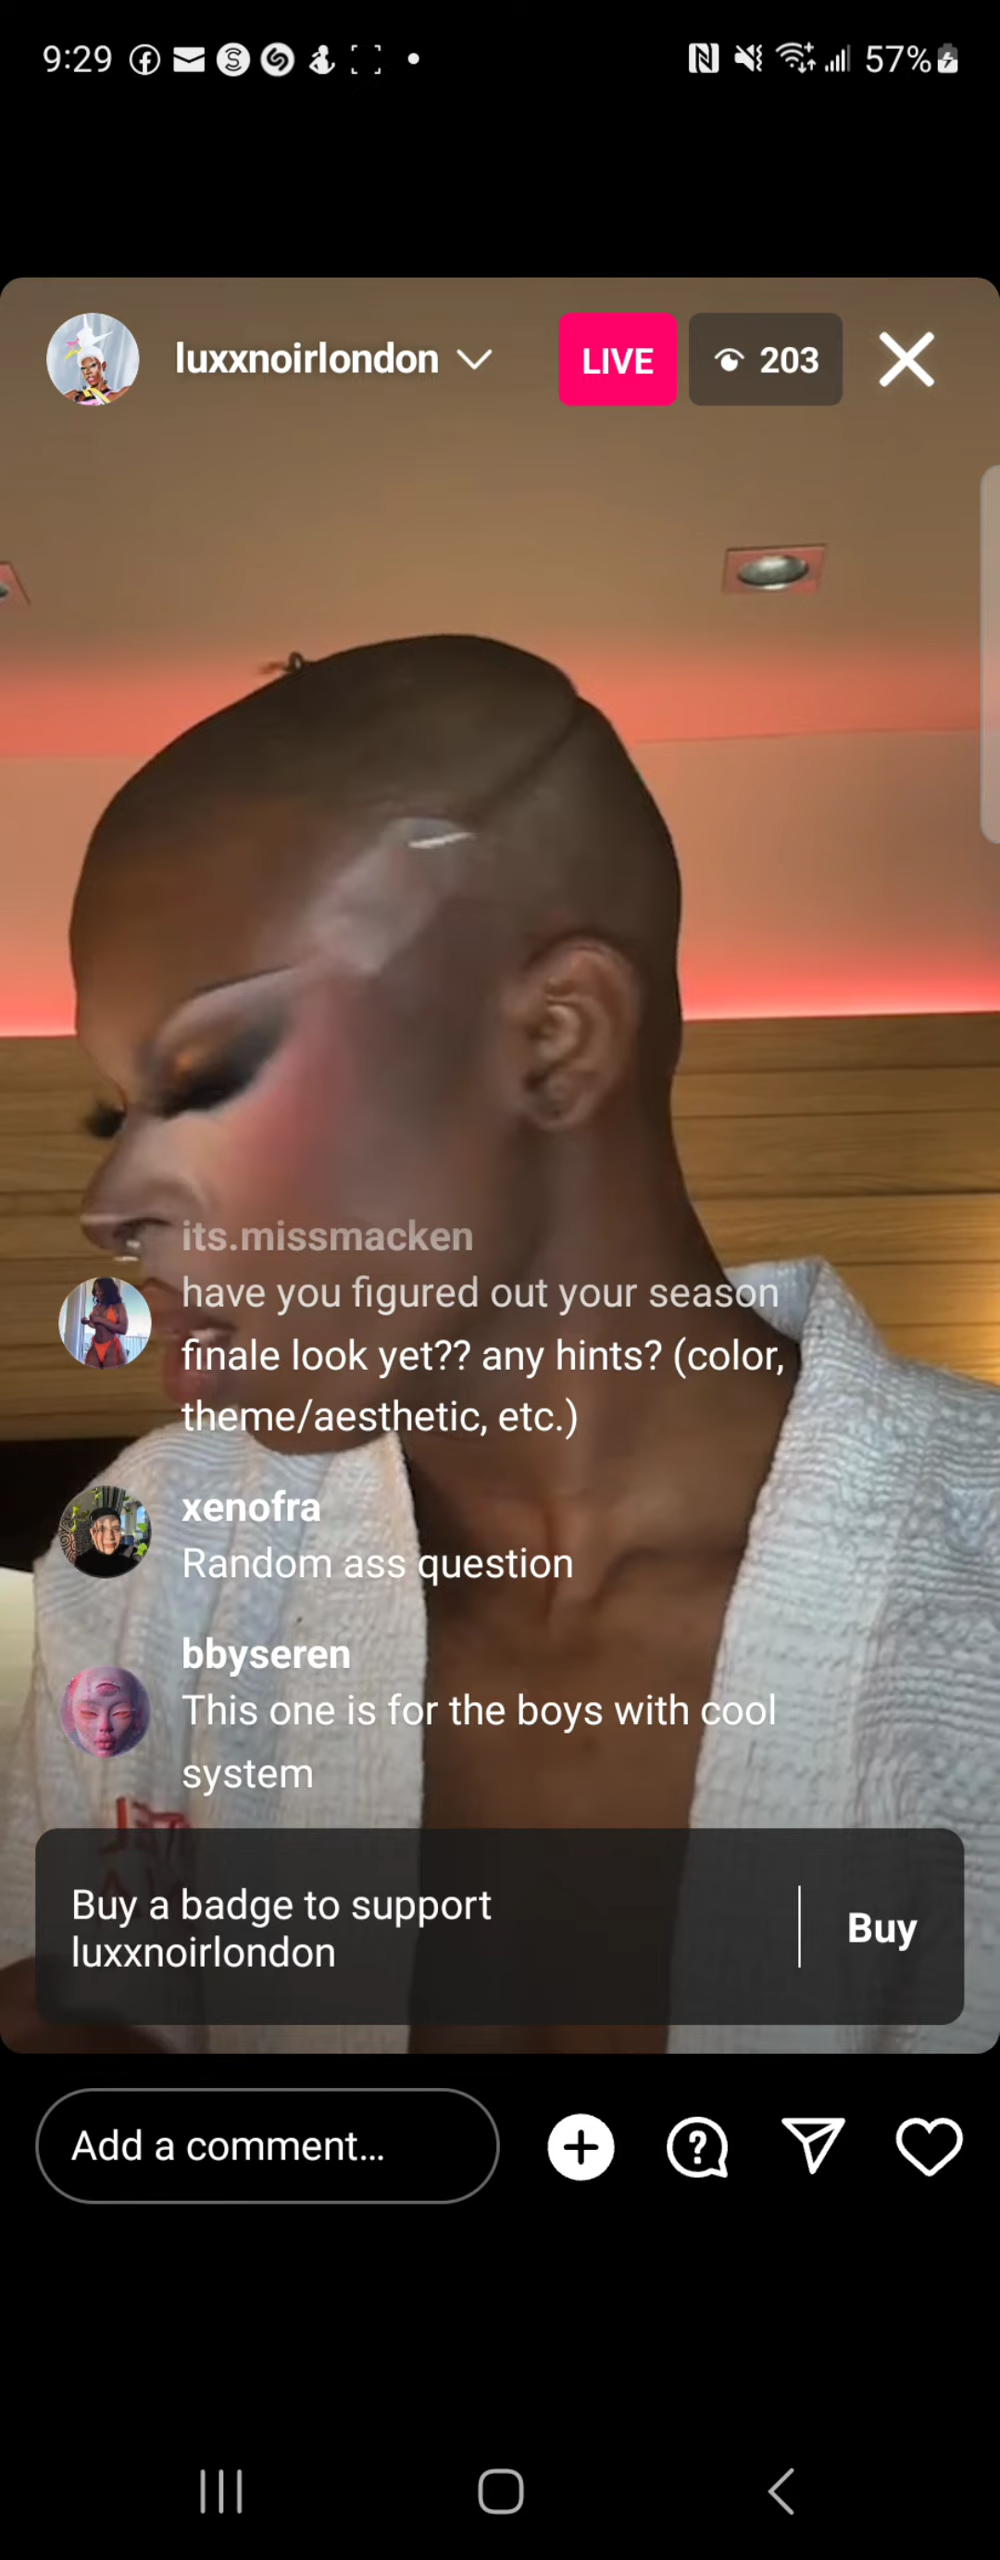 9:29
57%
luxxnoirlondon
LIVE
203
its.missmacken
have you figured out your season
finale look yet?? any hints? (color,
theme/aesthetic, etc.)
xenofra
Random ass question
bbyseren
This one is for the boys with cool
system
Buy a badge to support
luxxnoirlondon
Buy
Add a comment...